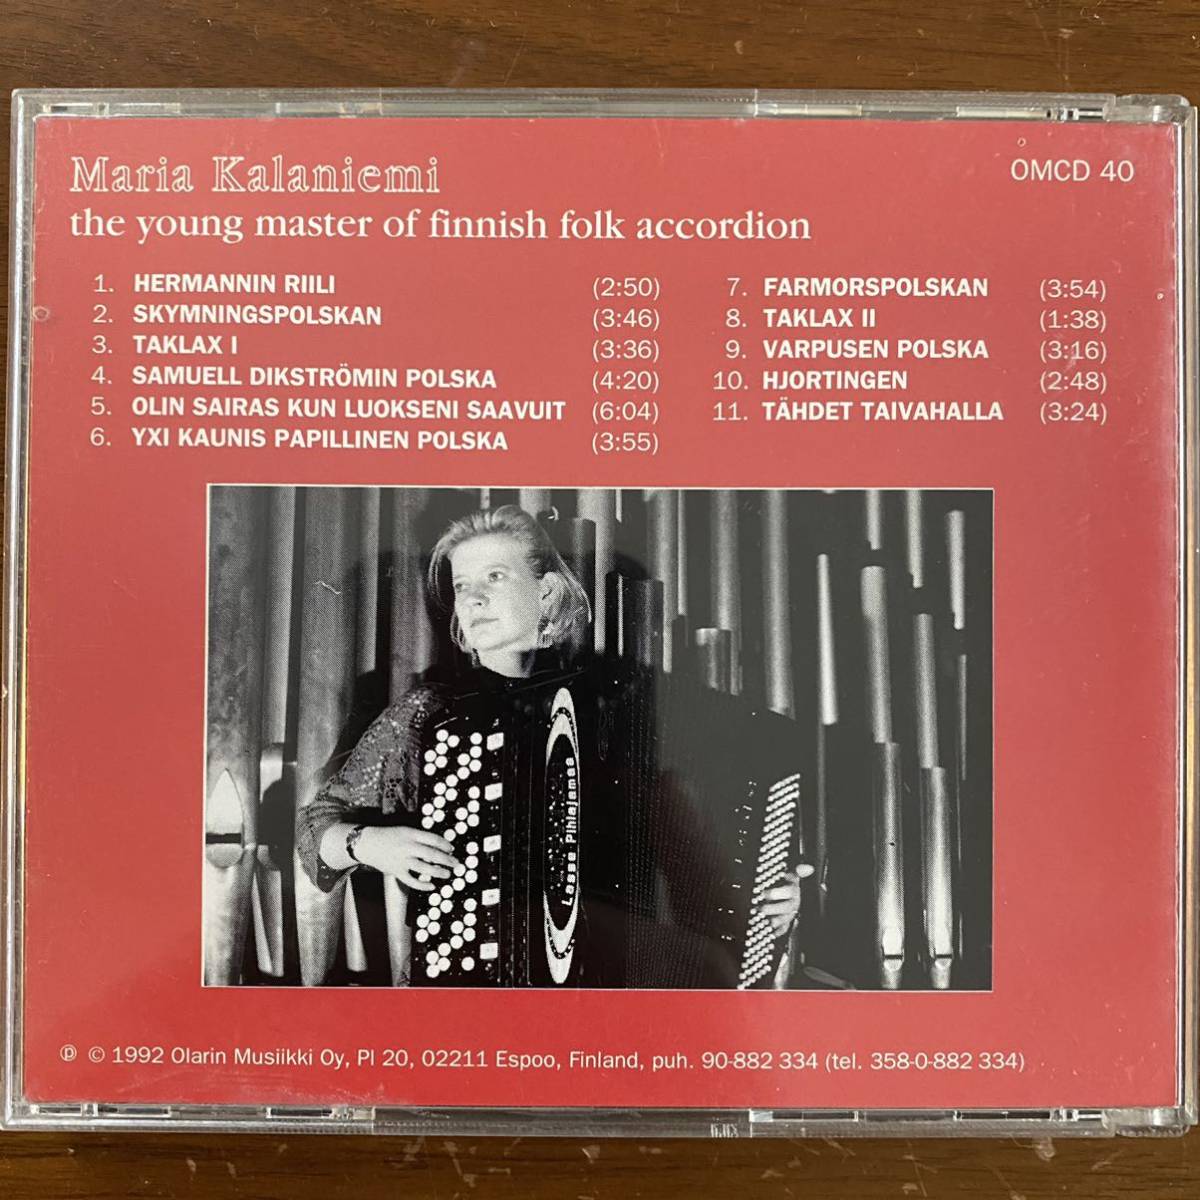 Maria Kalaniemi
OMCD 40
the young master of finnish folk accordion
1. HERMANNIN RIILI (2:50)
2. SKYMNINGSPOLSKAN (3:46)
3. TAKLAX I (3:36)
4. SAMUELL DIKSTRÖMIN POLSKA (4:20)
5. OLIN SAIRAS KUN LUOKSENI SAAVUIT (6:04)
6. YXI KAUNIS PAPILLINEN POLSKA (3:55)
7. FARMORSPOLSKAN (3:54)
8. TAKLAX II (1:38)
9. VARPUSEN POLSKA (3:16)
10. HJORTINGEN (2:48)
11. TÄHDET TAIVAHALLA (3:24)
Lasse Pihlajamaa
℗ © 1992 Olarin Musiikki Oy, Pl 20, 02211 Espoo, Finland, puh. 90-882 334 (tel. 358-0-882 334)